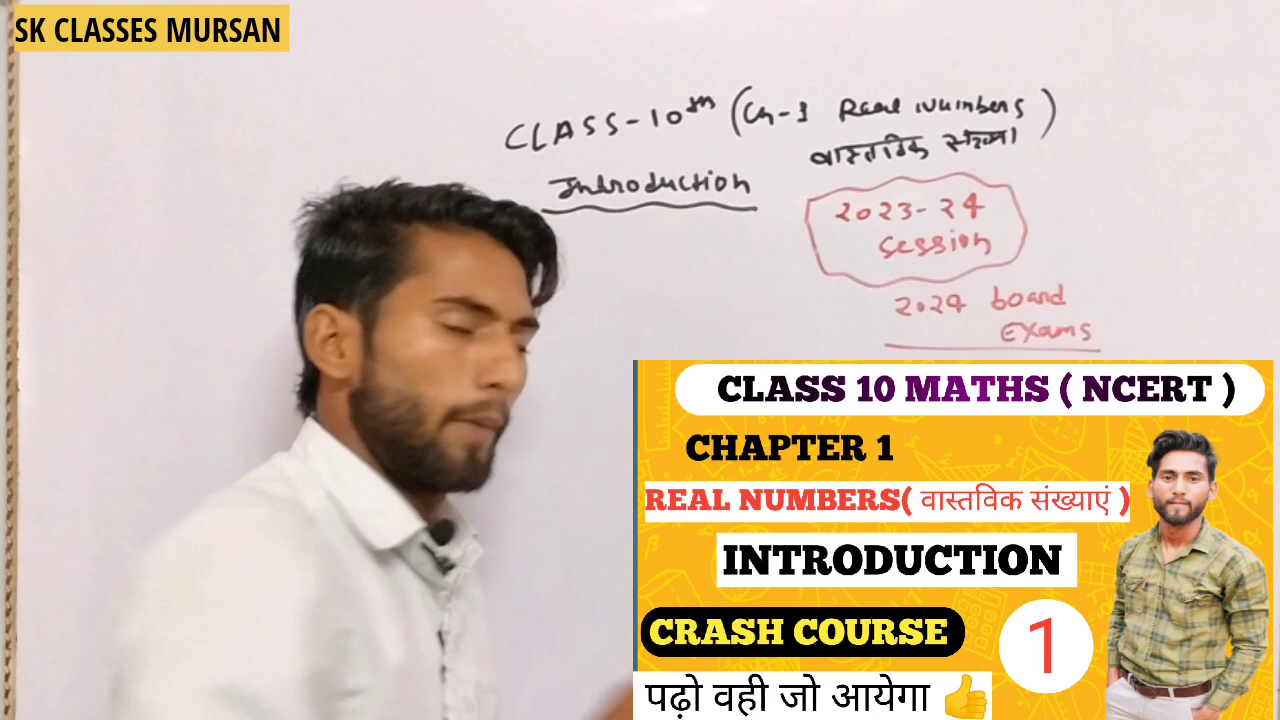 SK CLASSES MURSAN
CLASS-10th (Ch-1 Real Numbers)
वास्तविक संख्या
Introduction
2023-24
Session
2024 board
Exams
CLASS 10 MATHS ( NCERT )
CHAPTER 1
REAL NUMBERS( वास्तविक संख्याएं )
INTRODUCTION
CRASH COURSE
1
पढ़ो वही जो आयेगा 👍